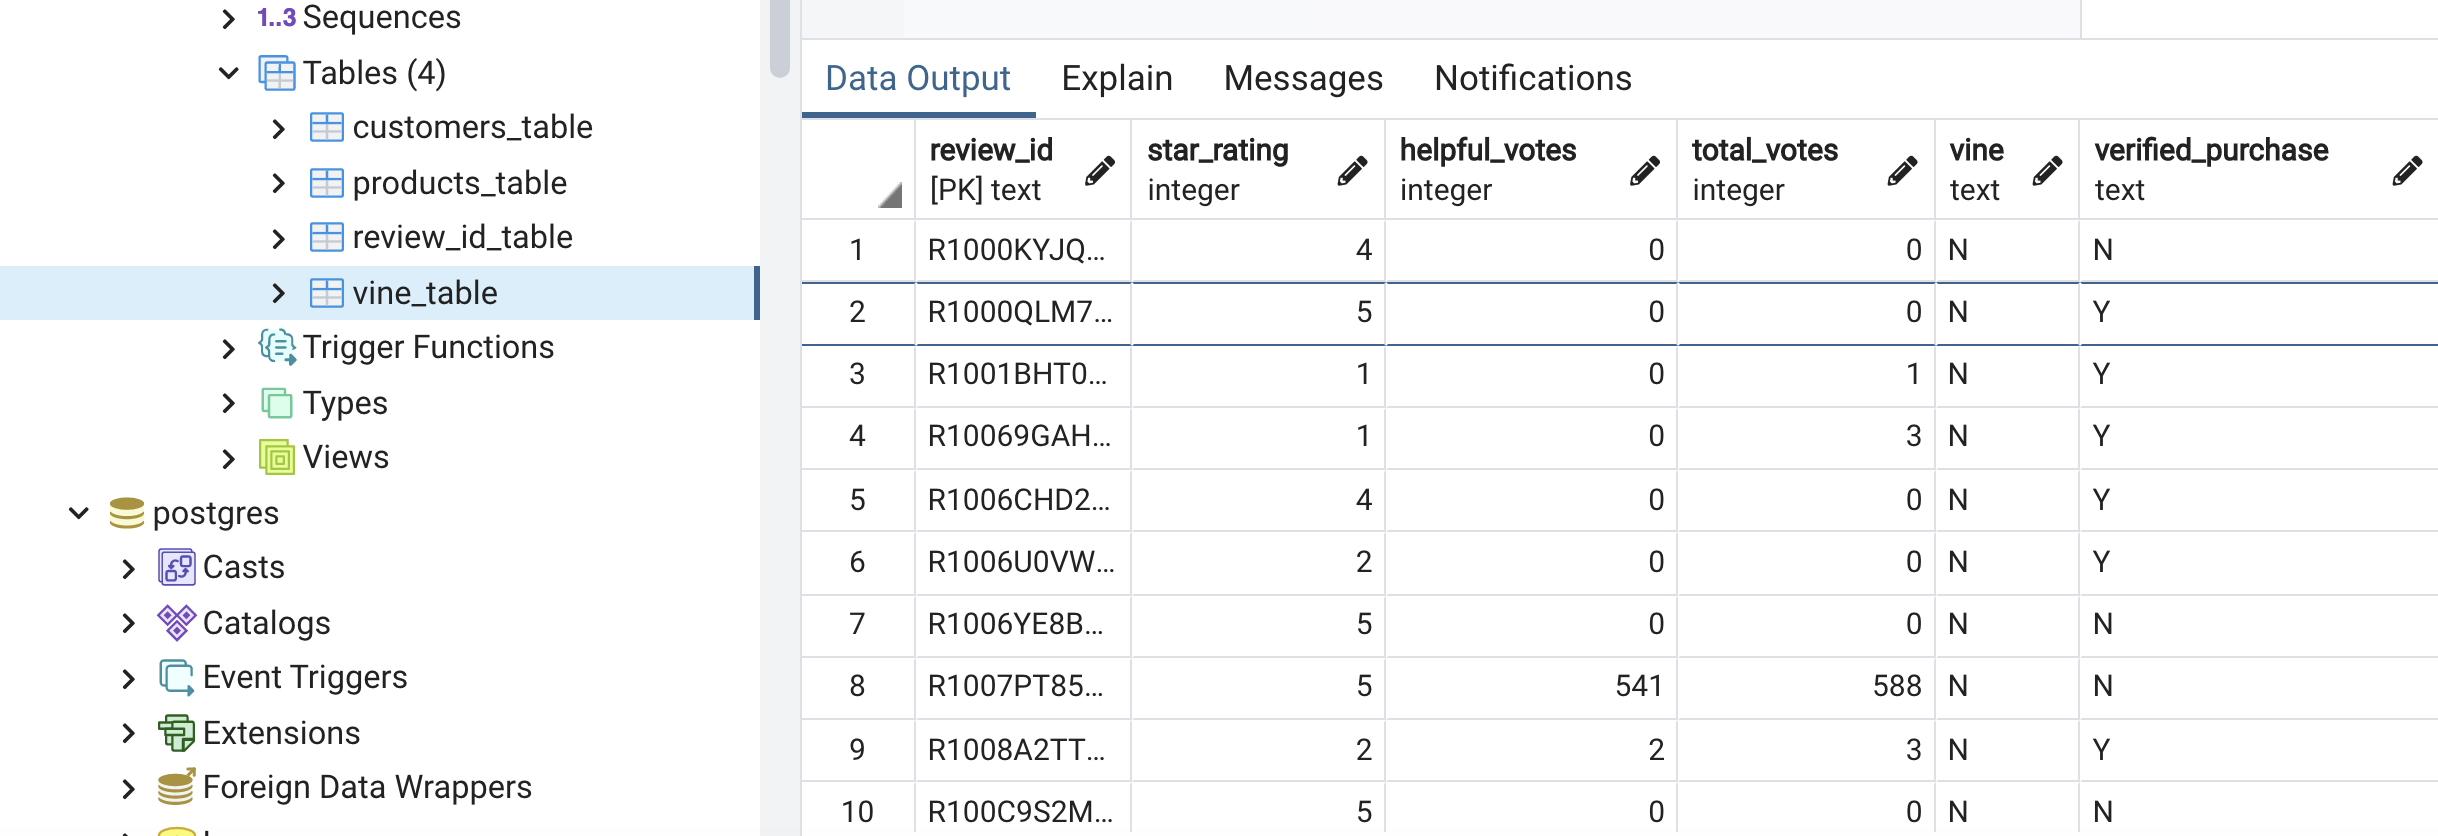 1..3 Sequences
Tables (4)
customers_table
products_table
review_id_table
vine_table
Trigger Functions
Types
Views
postgres
Casts
Catalogs
Event Triggers
Extensions
Foreign Data Wrappers
Data Output Explain Messages Notifications
review_id star_rating helpful_votes total_votes vine verified_purchase
[PK] text integer integer integer text text
1 R1000KYJQ... 4 0 0 N N
2 R1000QLM7... 5 0 0 N Y
3 R1001BHT0... 1 0 1 N Y
4 R10069GAH... 1 0 3 N Y
5 R1006CHD2... 4 0 0 N Y
6 R1006U0VW... 2 0 0 N Y
7 R1006YE8B... 5 0 0 N N
8 R1007PT85... 5 541 588 N N
9 R1008A2TT... 2 2 3 N Y
10 R100C9S2M... 5 0 0 N N